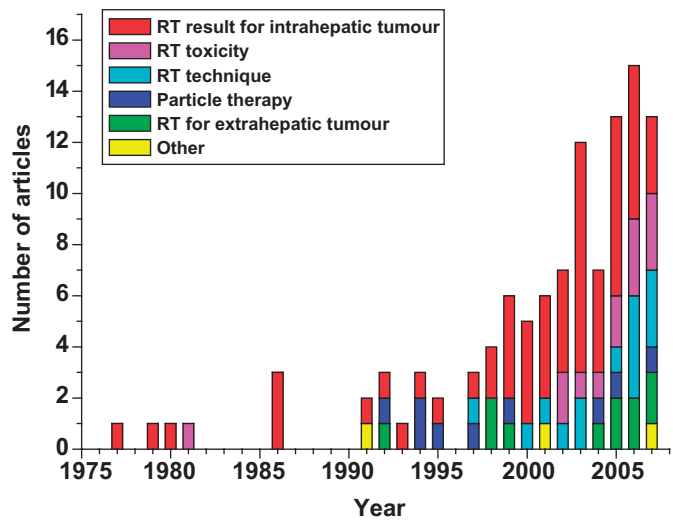 RT result for intrahepatic tumour
RT toxicity
RT technique
Particle therapy
RT for extrahepatic tumour
Other
Number of articles
16
14
12
10
8
6
4
2
0
1975 1980 1985 1990 1995 2000 2005
Year